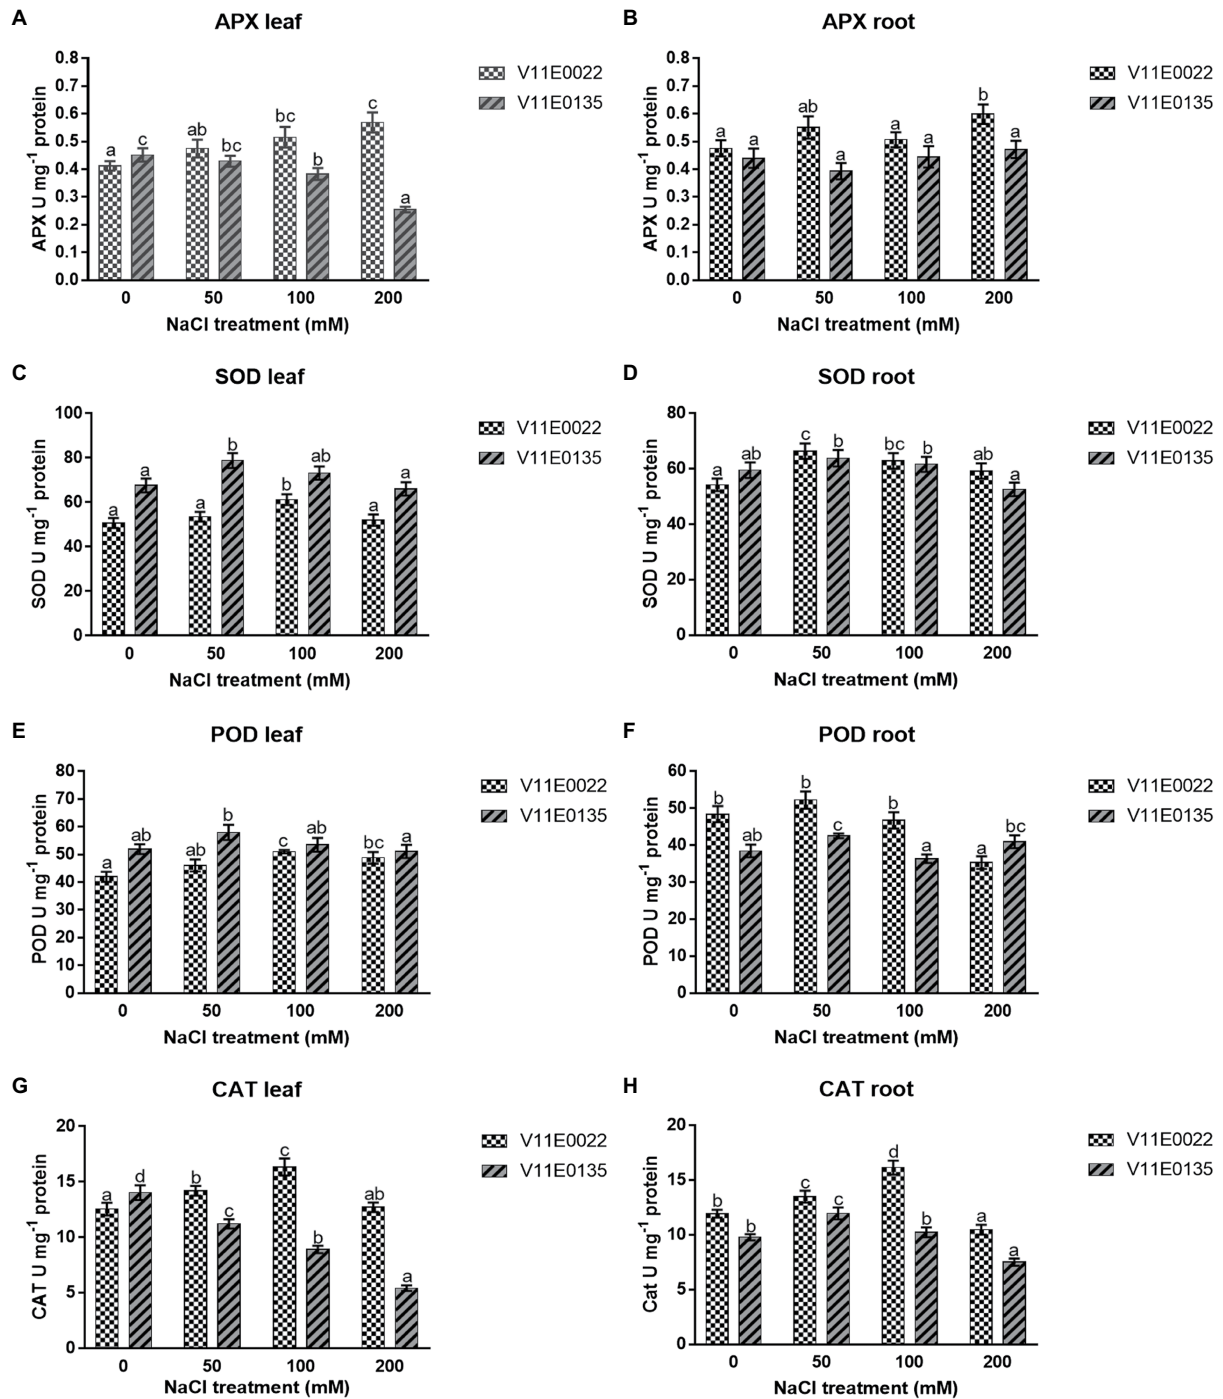 A
APX leaf
APX U mg-1 protein
0.8
0.7
0.6
0.5
0.4
0.3
0.2
0.1
0.0
a
c
ab
bc
bc
b
c
a
0 50 100 200
NaCl treatment (mM)
V11E0022
V11E0135
B
APX root
APX U mg-1 protein
0.8
0.7
0.6
0.5
0.4
0.3
0.2
0.1
0.0
a
a
ab
a
a
a
b
a
0 50 100 200
NaCl treatment (mM)
V11E0022
V11E0135
C
SOD leaf
SOD U mg-1 protein
100
80
60
40
20
0
a
a
a
b
b
ab
a
a
0 50 100 200
NaCl treatment (mM)
V11E0022
V11E0135
D
SOD root
SOD U mg-1 protein
80
60
40
20
0
a
ab
c
b
bc
b
ab
a
0 50 100 200
NaCl treatment (mM)
V11E0022
V11E0135
E
POD leaf
POD U mg-1 protein
80
70
60
50
40
30
20
10
0
a
ab
ab
b
c
ab
bc
a
0 50 100 200
NaCl treatment (mM)
V11E0022
V11E0135
F
POD root
POD U mg-1 protein
60
50
40
30
20
10
0
b
ab
b
c
b
a
a
bc
0 50 100 200
NaCl treatment (mM)
V11E0022
V11E0135
G
CAT leaf
CAT U mg-1 protein
20
15
10
5
0
a
d
b
c
c
b
ab
a
0 50 100 200
NaCl treatment (mM)
V11E0022
V11E0135
H
CAT root
Cat U mg-1 protein
20
15
10
5
0
b
b
c
c
d
b
a
a
0 50 100 200
NaCl treatment (mM)
V11E0022
V11E0135